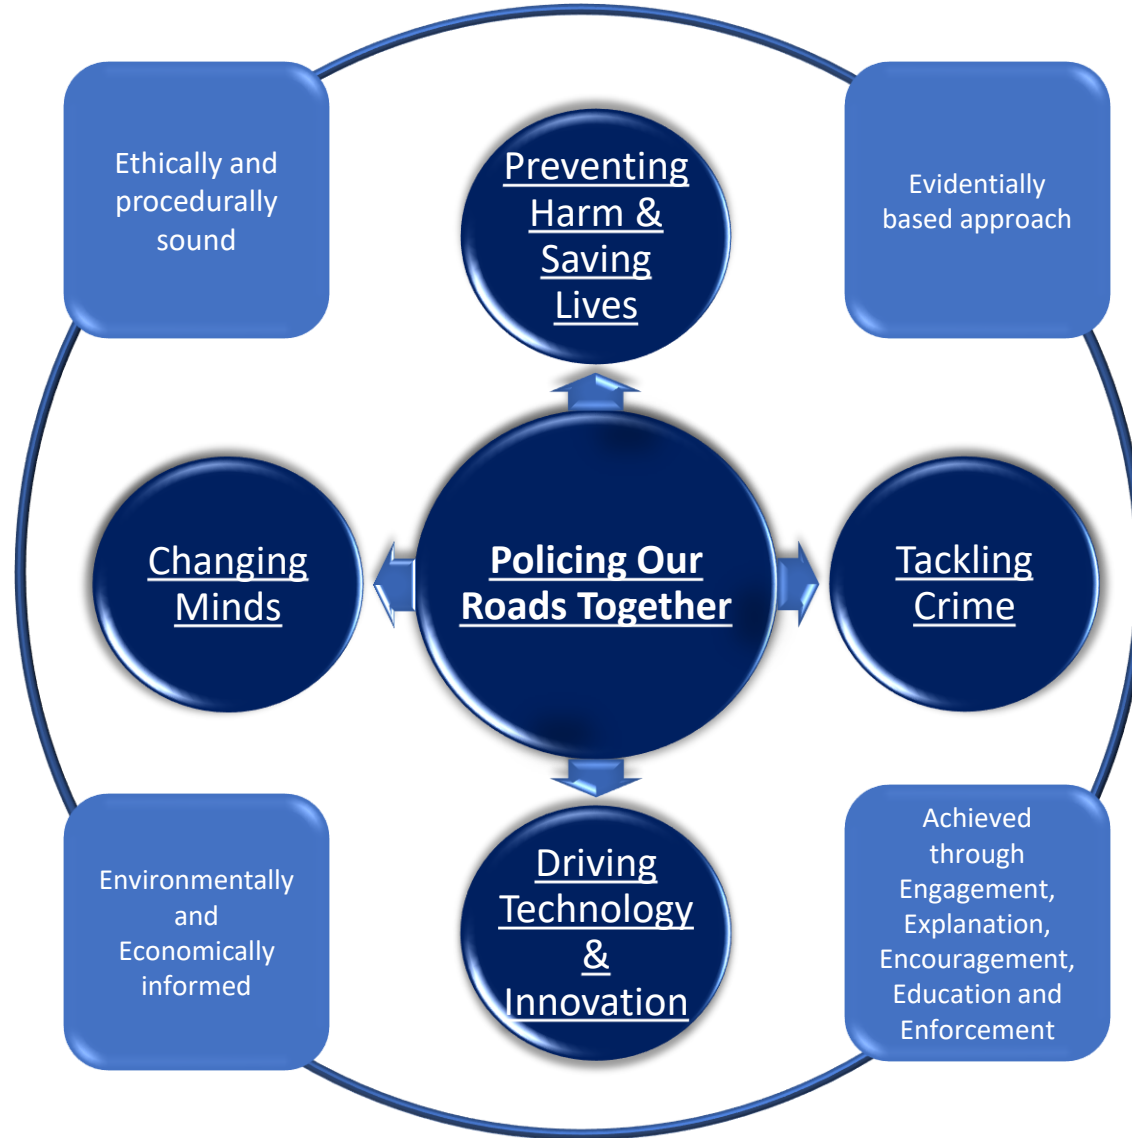 Ethically and
procedurally
sound
Preventing
Harm &
Saving
Lives
Evidentially
based approach
Changing
Minds
Policing Our
Roads Together
Tackling
Crime
Environmentally
and
Economically
informed
Driving
Technology
&
Innovation
Achieved
through
Engagement,
Explanation,
Encouragement,
Education and
Enforcement